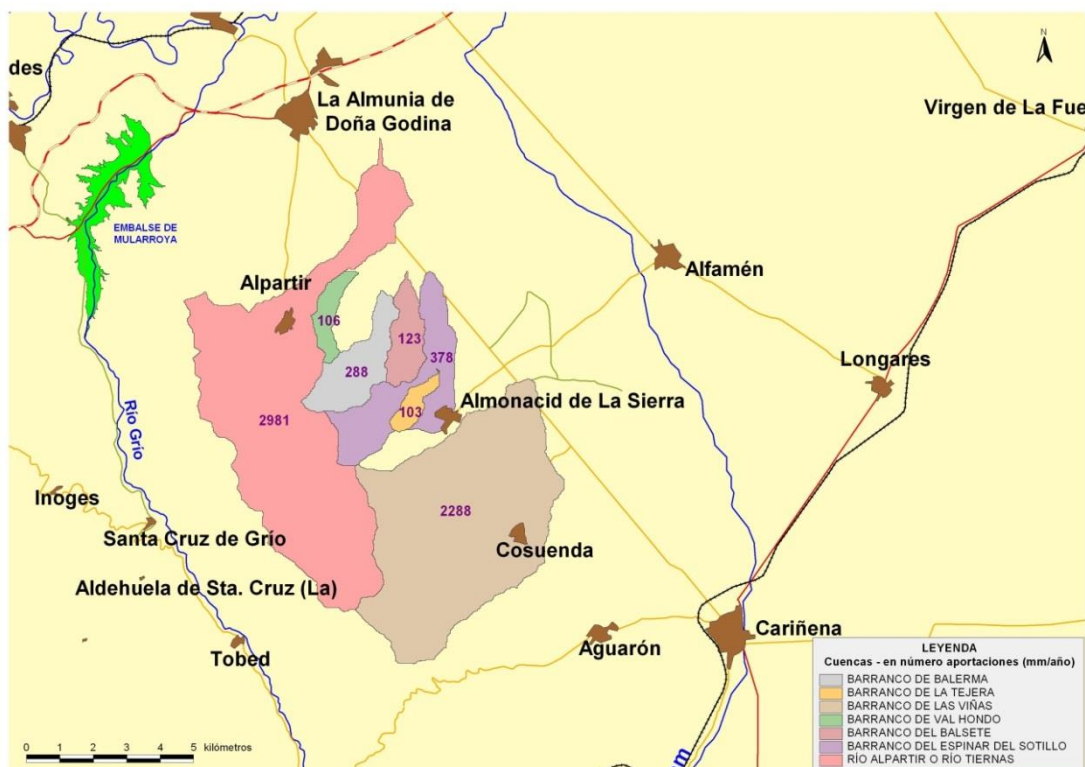 N
des
La Almunia de
Doña Godina
Virgen de La Fue
EMBALSE DE
MULARROYA
Alpartir
Alfamén
106
123
288
378
Longares
103
Almonacid de La Sierra
Río Grío
2981
2288
Inoges
Santa Cruz de Grío
Cosuenda
Aldehuela de Sta. Cruz (La)
Tobed
Aguarón
Cariñena
LEYENDA
Cuencas - en número aportaciones (mm/año)
BARRANCO DE BALERMA
BARRANCO DE LA TEJERA
BARRANCO DE LAS VIÑAS
BARRANCO DE VAL HONDO
BARRANCO DEL BALSETE
BARRANCO DEL ESPINAR DEL SOTILLO
RÍO ALPARTIR O RÍO TIERNAS
0 1 2 3 4 5 kilómetros
m